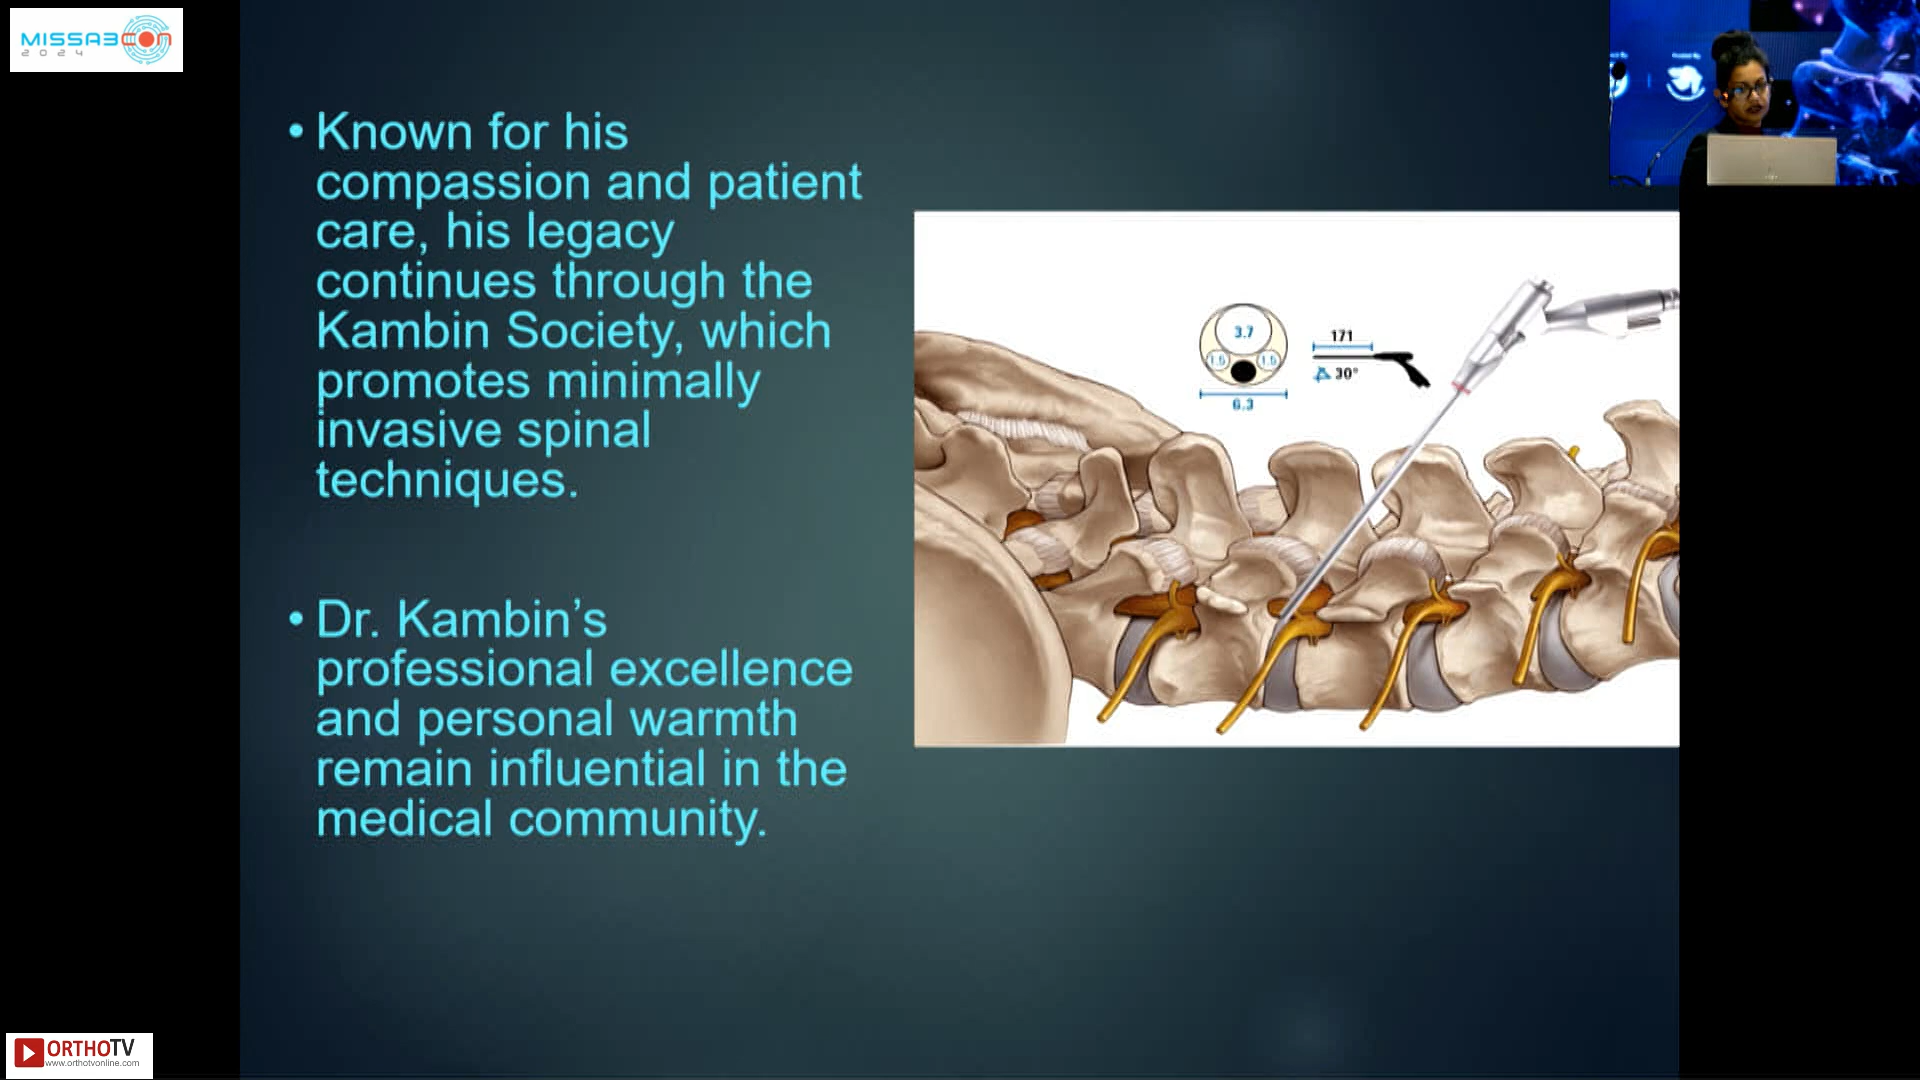 MISSABCON
2024
• Known for his
compassion and patient
care, his legacy
continues through the
Kambin Society, which
promotes minimally
invasive spinal
techniques.
• Dr. Kambin’s
professional excellence
and personal warmth
remain influential in the
medical community.
3.7
1.5 1.5
6.3
171
30°
ORTHOTV
www.orthotvonline.com